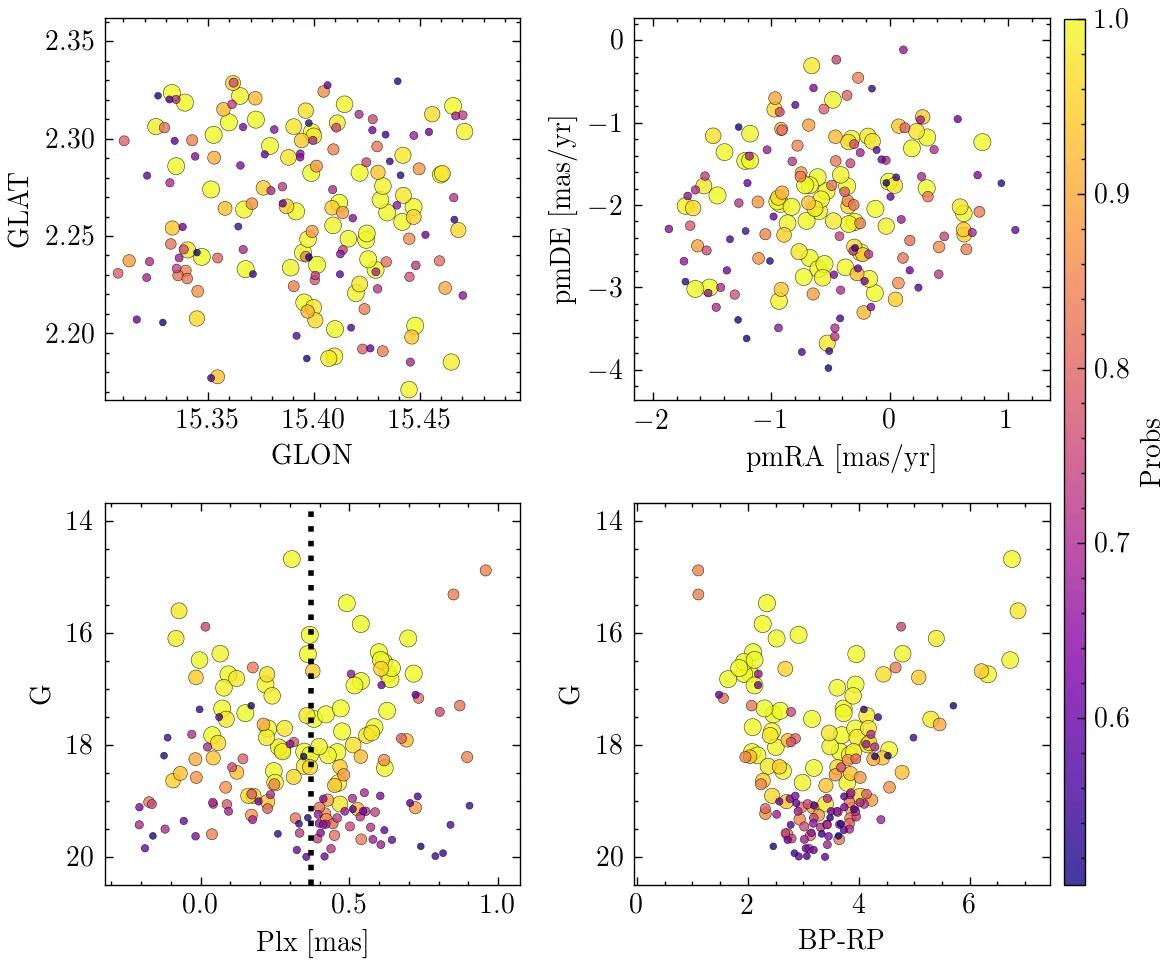 2.35
2.30
2.25
2.20
GLAT
15.35 15.40 15.45
GLON
0
−1
−2
−3
−4
pmDE [mas/yr]
−2 −1 0 1
pmRA [mas/yr]
1.0
0.9
0.8
0.7
0.6
Probs
14
16
18
20
G
0.0 0.5 1.0
Plx [mas]
14
16
18
20
G
0 2 4 6
BP-RP